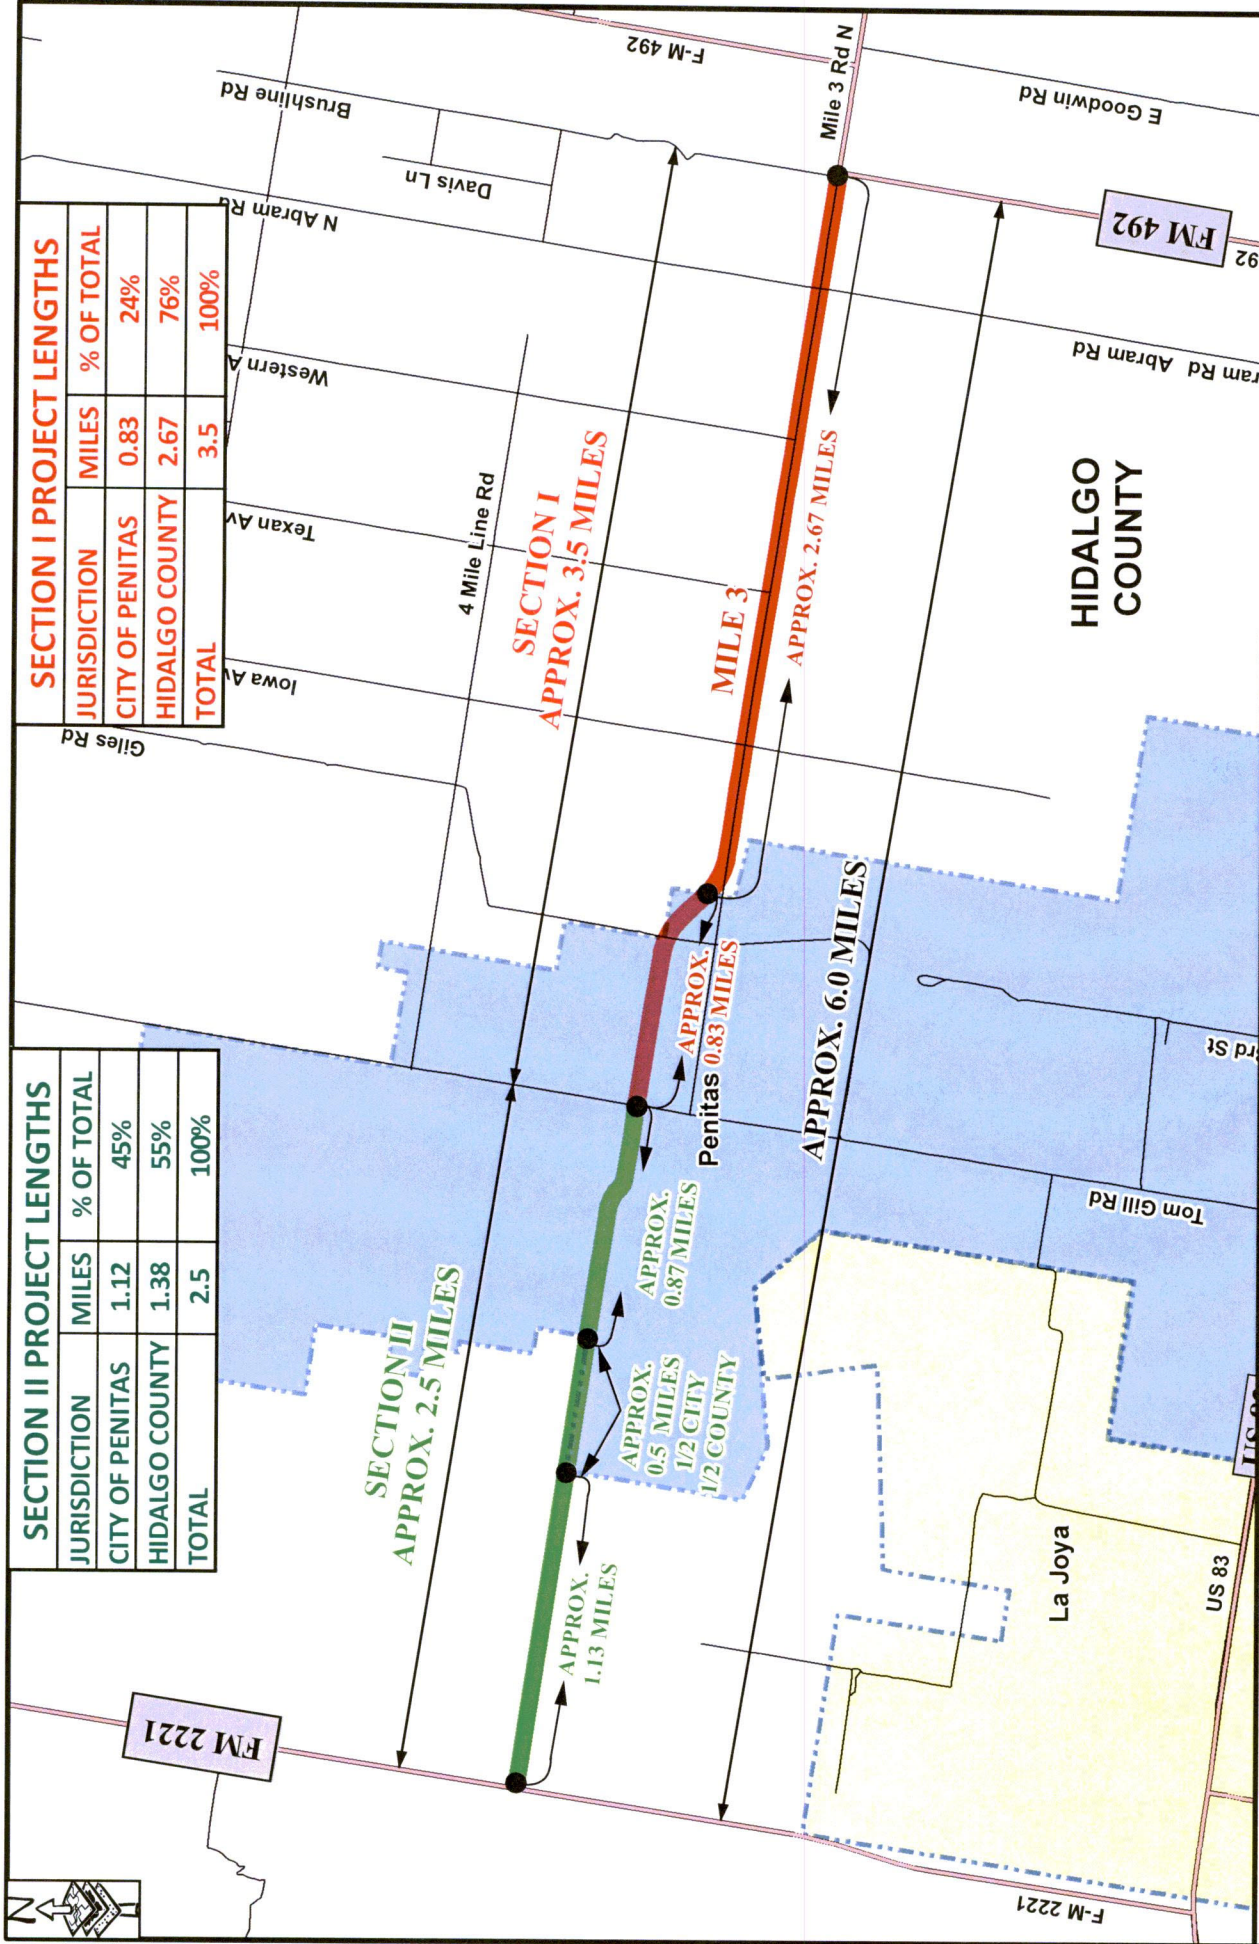 N
SECTION II PROJECT LENGTHS
JURISDICTION MILES % OF TOTAL
CITY OF PENITAS 1.12 45%
HIDALGO COUNTY 1.38 55%
TOTAL 2.5 100%
SECTION I PROJECT LENGTHS
JURISDICTION MILES % OF TOTAL
CITY OF PENITAS 0.83 24%
HIDALGO COUNTY 2.67 76%
TOTAL 3.5 100%
FM 2221
Giles Rd
Iowa Av
Texan Av
Western A
N Abram Rd
Brushline Rd
Davis Ln
F-M 492
4 Mile Line Rd
SECTION II
APPROX. 2.5 MILES
SECTION I
APPROX. 3.5 MILES
MILE 3
Mile 3 Rd N
APPROX.
1.13 MILES
APPROX.
0.5 MILES
1/2 CITY
1/2 COUNTY
APPROX.
0.87 MILES
APPROX.
0.83 MILES
Penitas
APPROX. 2.67 MILES
APPROX. 6.0 MILES
E Goodwin Rd
FM 492
92
Abram Rd
ram Rd
HIDALGO
COUNTY
Tom Gill Rd
rd St
La Joya
US 83
F-M 2221